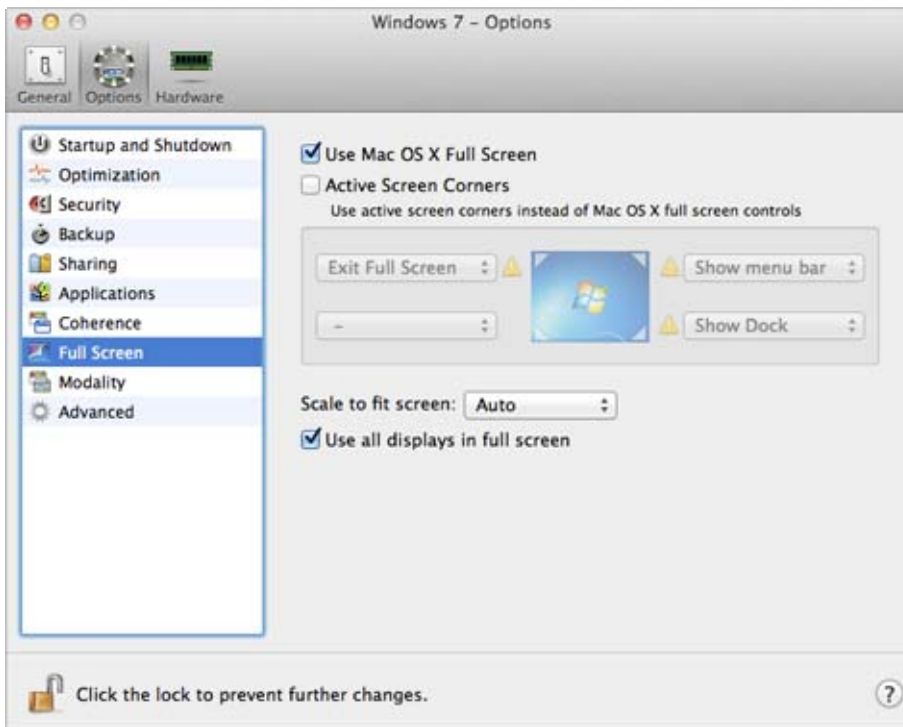 Windows 7 – Options
General Options Hardware
Startup and Shutdown
Optimization
Security
Backup
Sharing
Applications
Coherence
Full Screen
Modality
Advanced
Use Mac OS X Full Screen
Active Screen Corners
Use active screen corners instead of Mac OS X full screen controls
Exit Full Screen
Show menu bar
–
Show Dock
Scale to fit screen: Auto
Use all displays in full screen
Click the lock to prevent further changes.
?